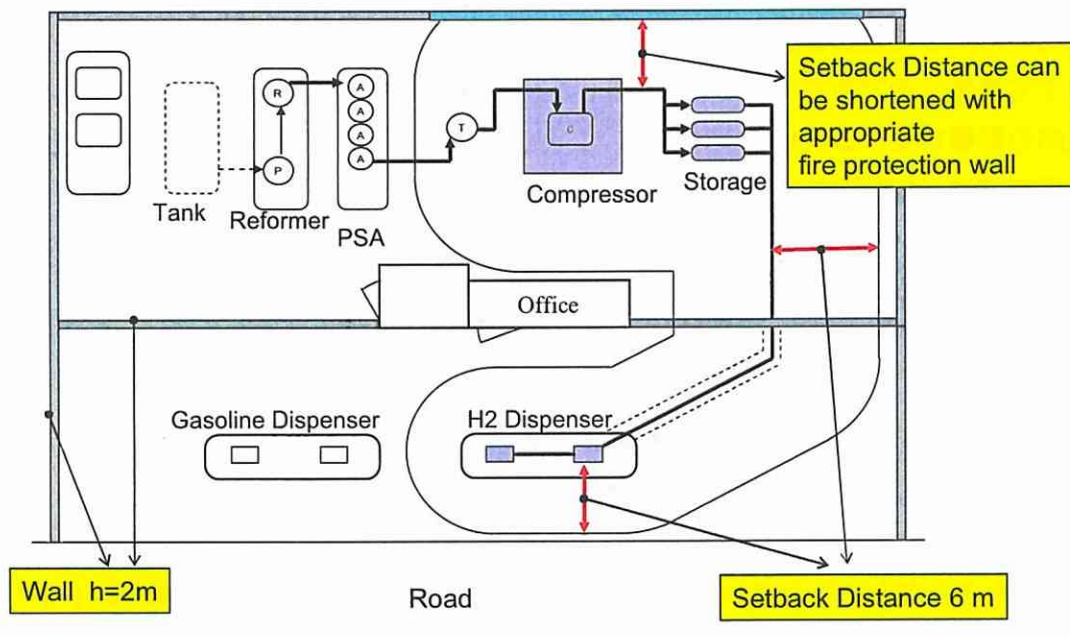 Setback Distance can
be shortened with
appropriate
fire protection wall
R
P
A
A
A
A
T
C
Tank
Reformer
PSA
Compressor
Storage
Office
Gasoline Dispenser
H2 Dispenser
Wall h=2m
Road
Setback Distance 6 m